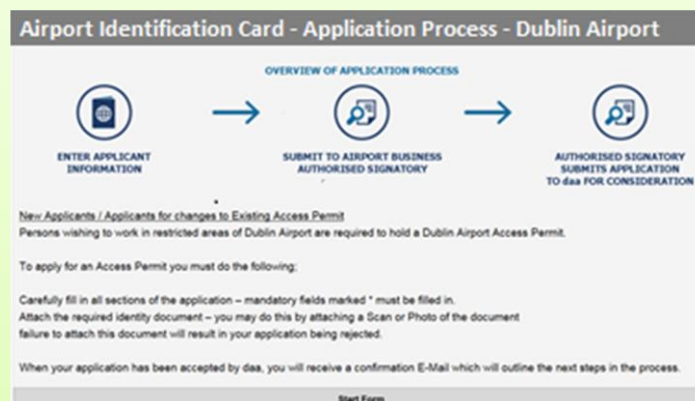 Airport Identification Card - Application Process - Dublin Airport
OVERVIEW OF APPLICATION PROCESS
ENTER APPLICANT
INFORMATION
SUBMIT TO AIRPORT BUSINESS
AUTHORISED SIGNATORY
AUTHORISED SIGNATORY
SUBMITS APPLICATION
TO daa FOR CONSIDERATION
New Applicants / Applicants for changes to Existing Access Permit
Persons wishing to work in restricted areas of Dublin Airport are required to hold a Dublin Airport Access Permit.
To apply for an Access Permit you must do the following:
Carefully fill in all sections of the application – mandatory fields marked * must be filled in.
Attach the required identity document – you may do this by attaching a Scan or Photo of the document
failure to attach this document will result in your application being rejected.
When your application has been accepted by daa, you will receive a confirmation E-Mail which will outline the next steps in the process.
Start Form